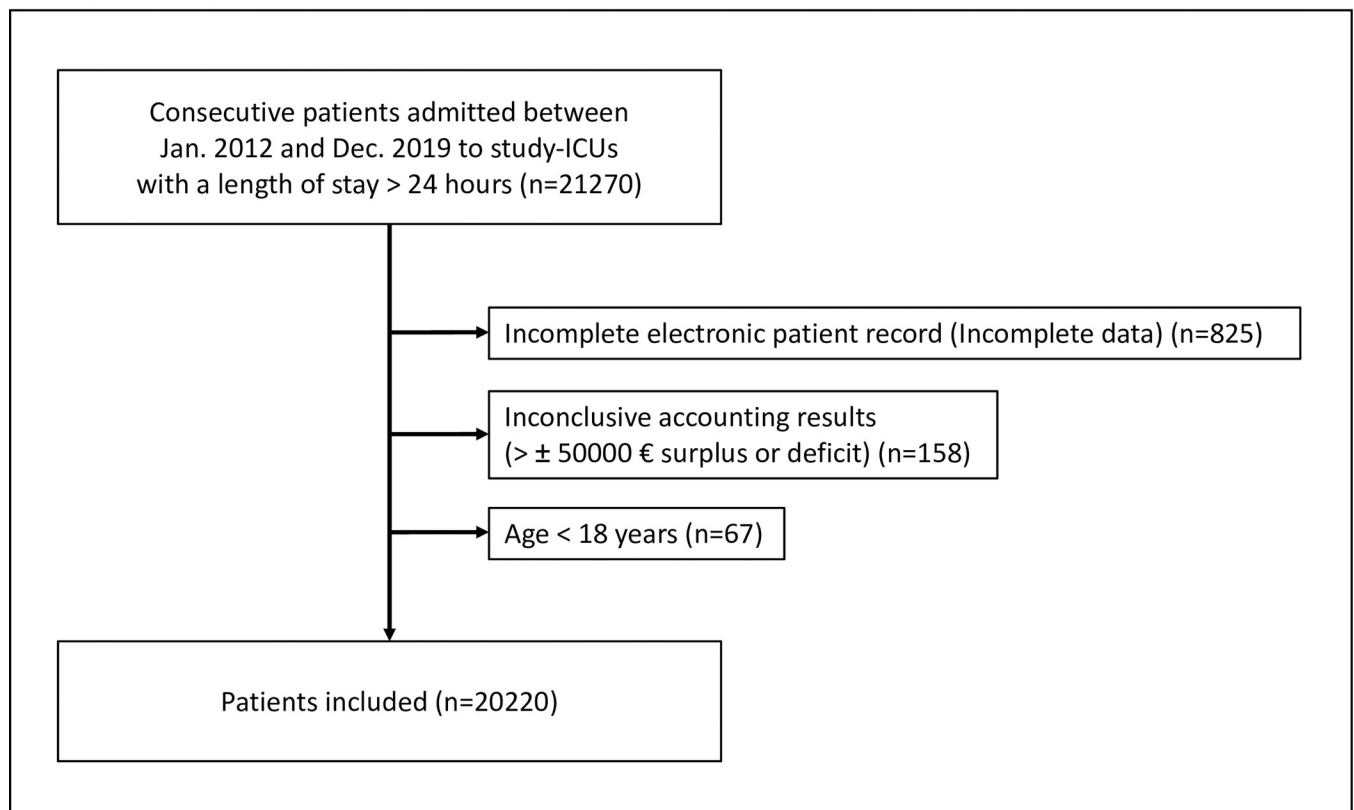 Consecutive patients admitted between
Jan. 2012 and Dec. 2019 to study-ICUs
with a length of stay > 24 hours (n=21270)
Incomplete electronic patient record (Incomplete data) (n=825)
Inconclusive accounting results
(> ± 50000 € surplus or deficit) (n=158)
Age < 18 years (n=67)
Patients included (n=20220)